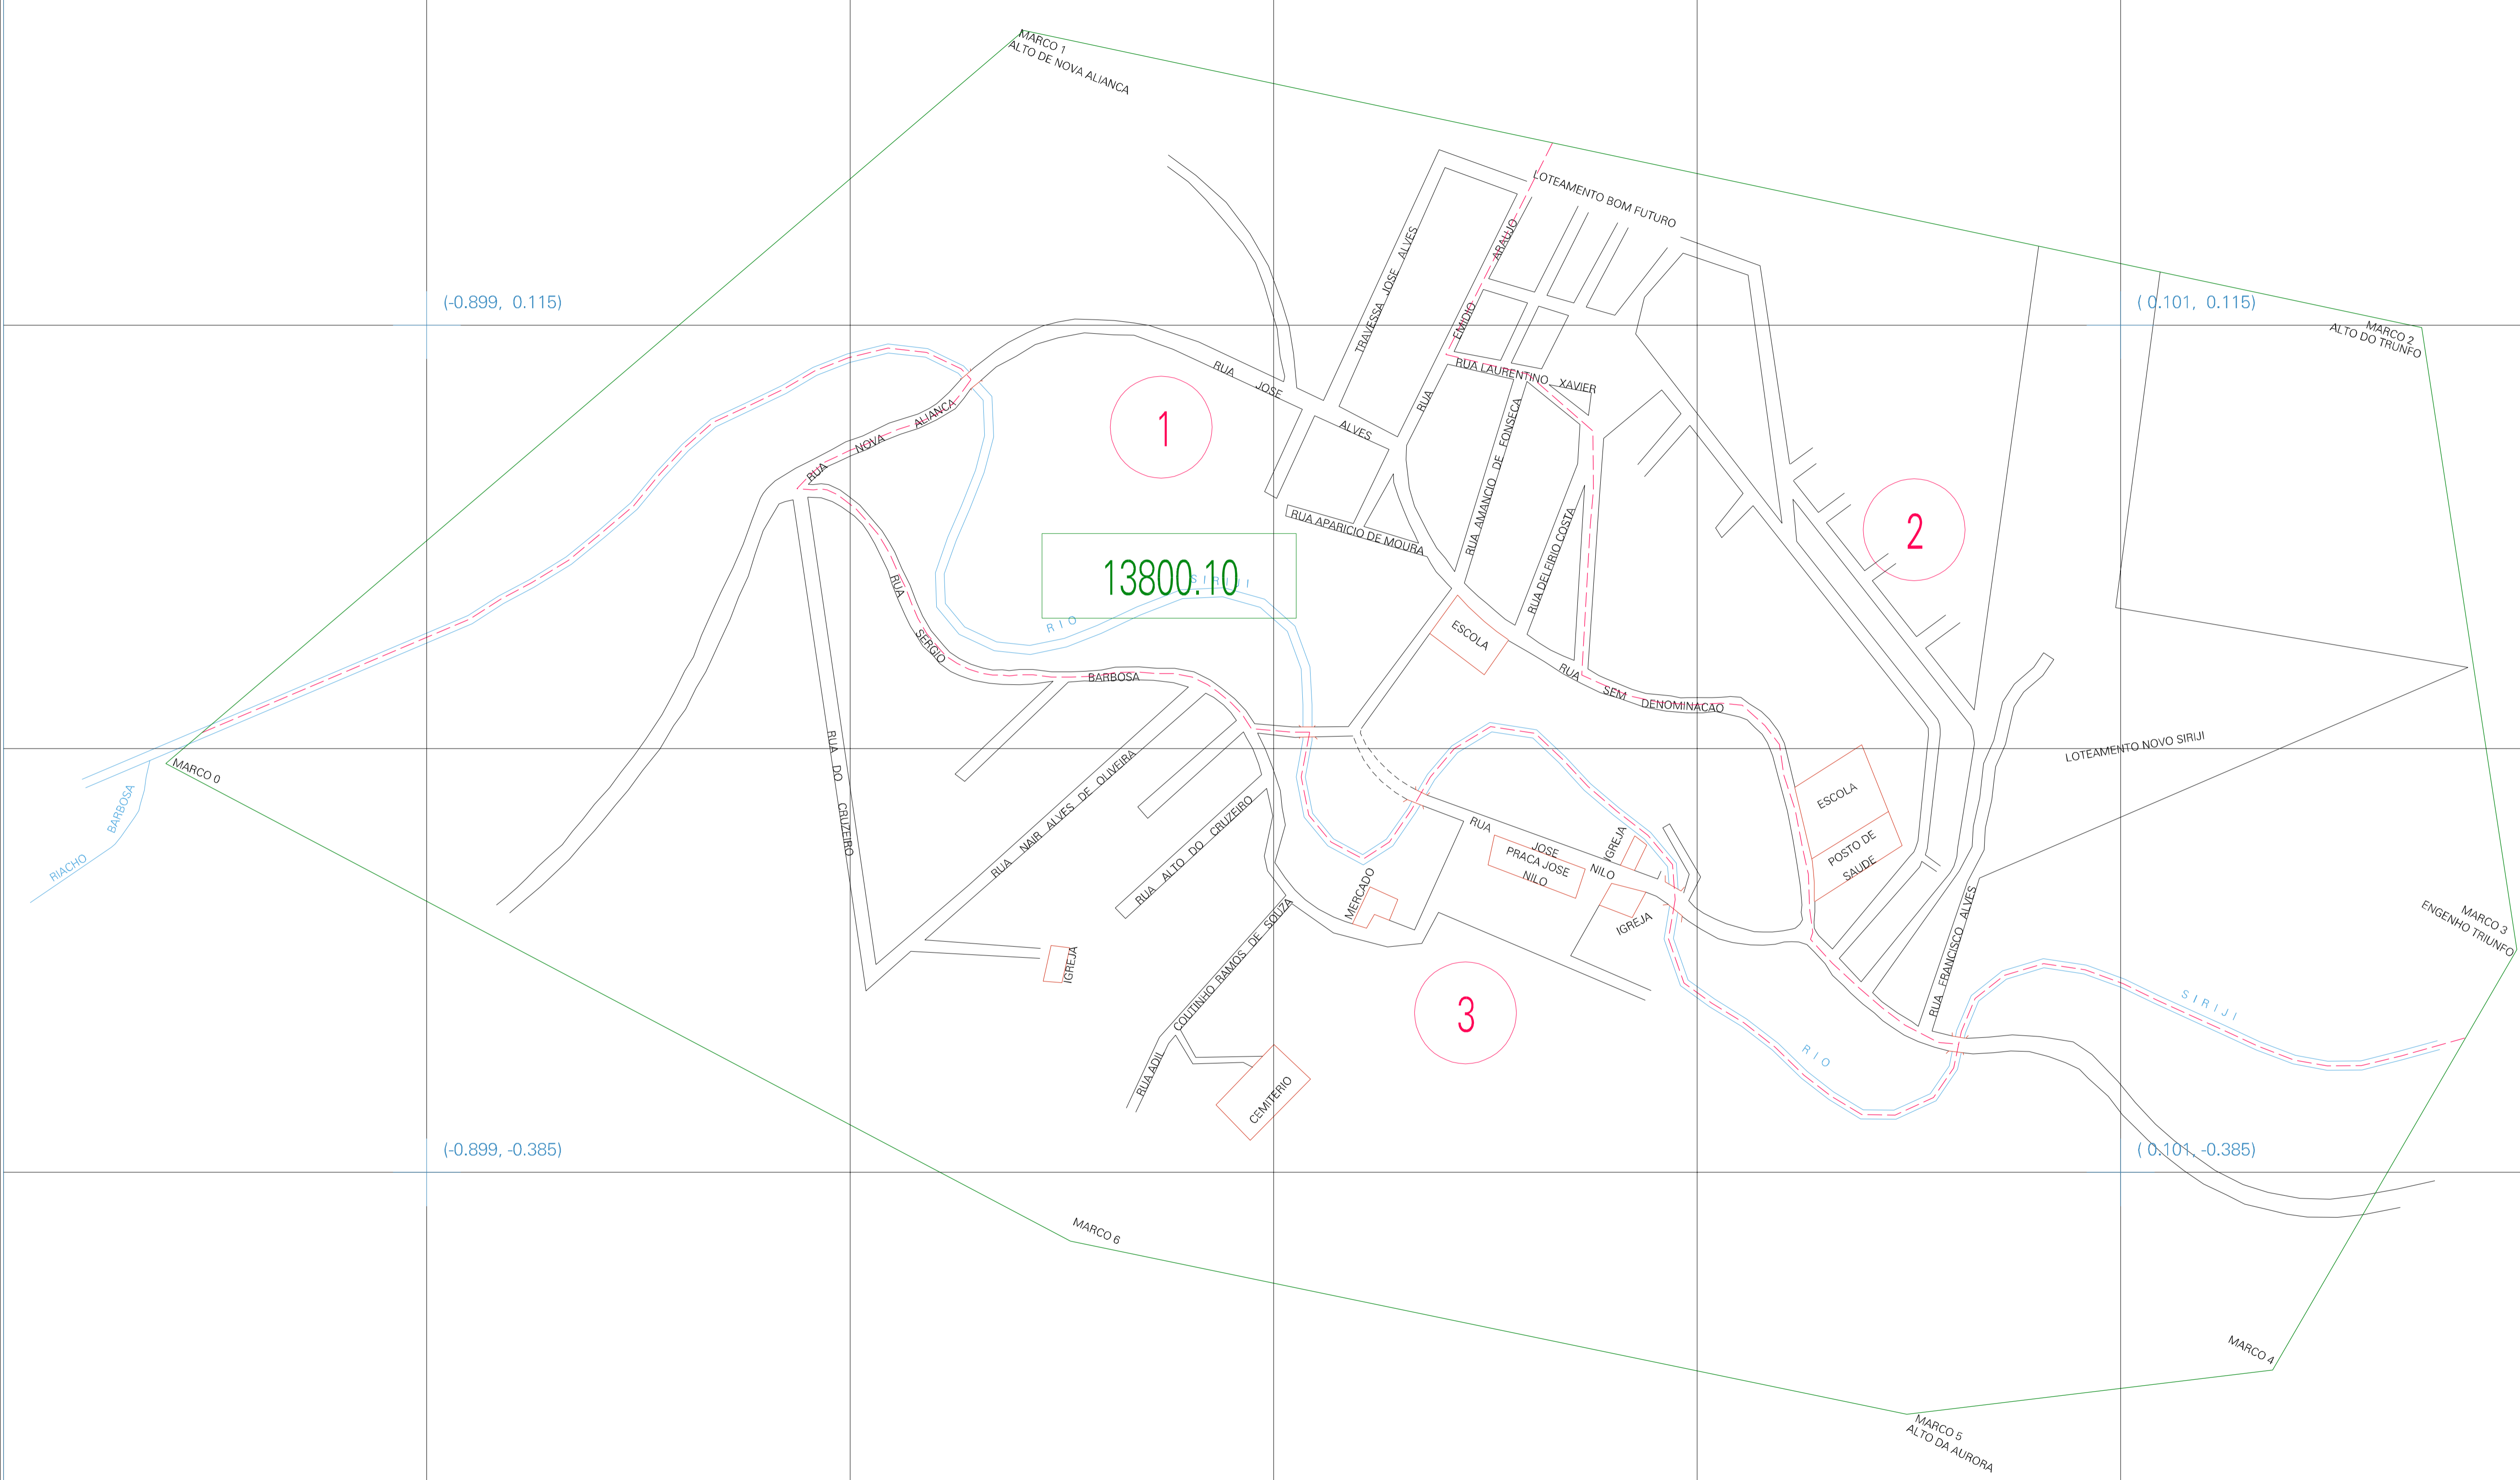 MARCO 1
ALTO DE NOVA ALIANCA
LOTEAMENTO BOM FUTURO
TRAVESSA JOSE ALVES
RUA EMIDIO ARAUJO
(-0.899, 0.115)
( 0.101, 0.115)
MARCO 2
ALTO DO TRUNFO
RUA LAURENTINO XAVIER
RUA JOSE ALVES
RUA NOVA ALIANCA
1
RUA AMANCIO DE FONSECA
RUA APARICIO DE MOURA
RUA DELFIRIO COSTA
2
13800.10
RIO SIRIJI
RUA SERGIO BARBOSA
ESCOLA
RUA SEM DENOMINACAO
LOTEAMENTO NOVO SIRIJI
MARCO 0
RIACHO BARBOSA
RUA DO CRUZEIRO
RUA NAIR ALVES DE OLIVEIRA
RUA ALTO DO CRUZEIRO
RUA JOSE NILO
PRACA JOSE
NILO
IGREJA
ESCOLA
POSTO DE
SAUDE
MERCADO
IGREJA
IGREJA
RUA ADIL COUTINHO RAMOS DE SOUZA
RUA FRANCISCO ALVES
MARCO 3
ENGENHO TRIUNFO
3
RIO SIRIJI
CEMITERIO
(-0.899, -0.385)
( 0.101, -0.385)
MARCO 6
MARCO 4
MARCO 5
ALTO DA AURORA